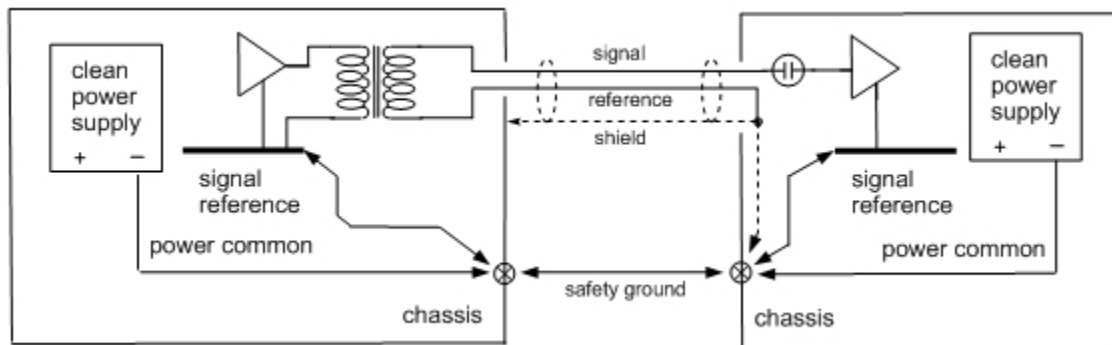 clean
power
supply
+ −
signal
reference
power common
chassis
signal
reference
shield
safety ground
clean
power
supply
+ −
signal
reference
power common
chassis